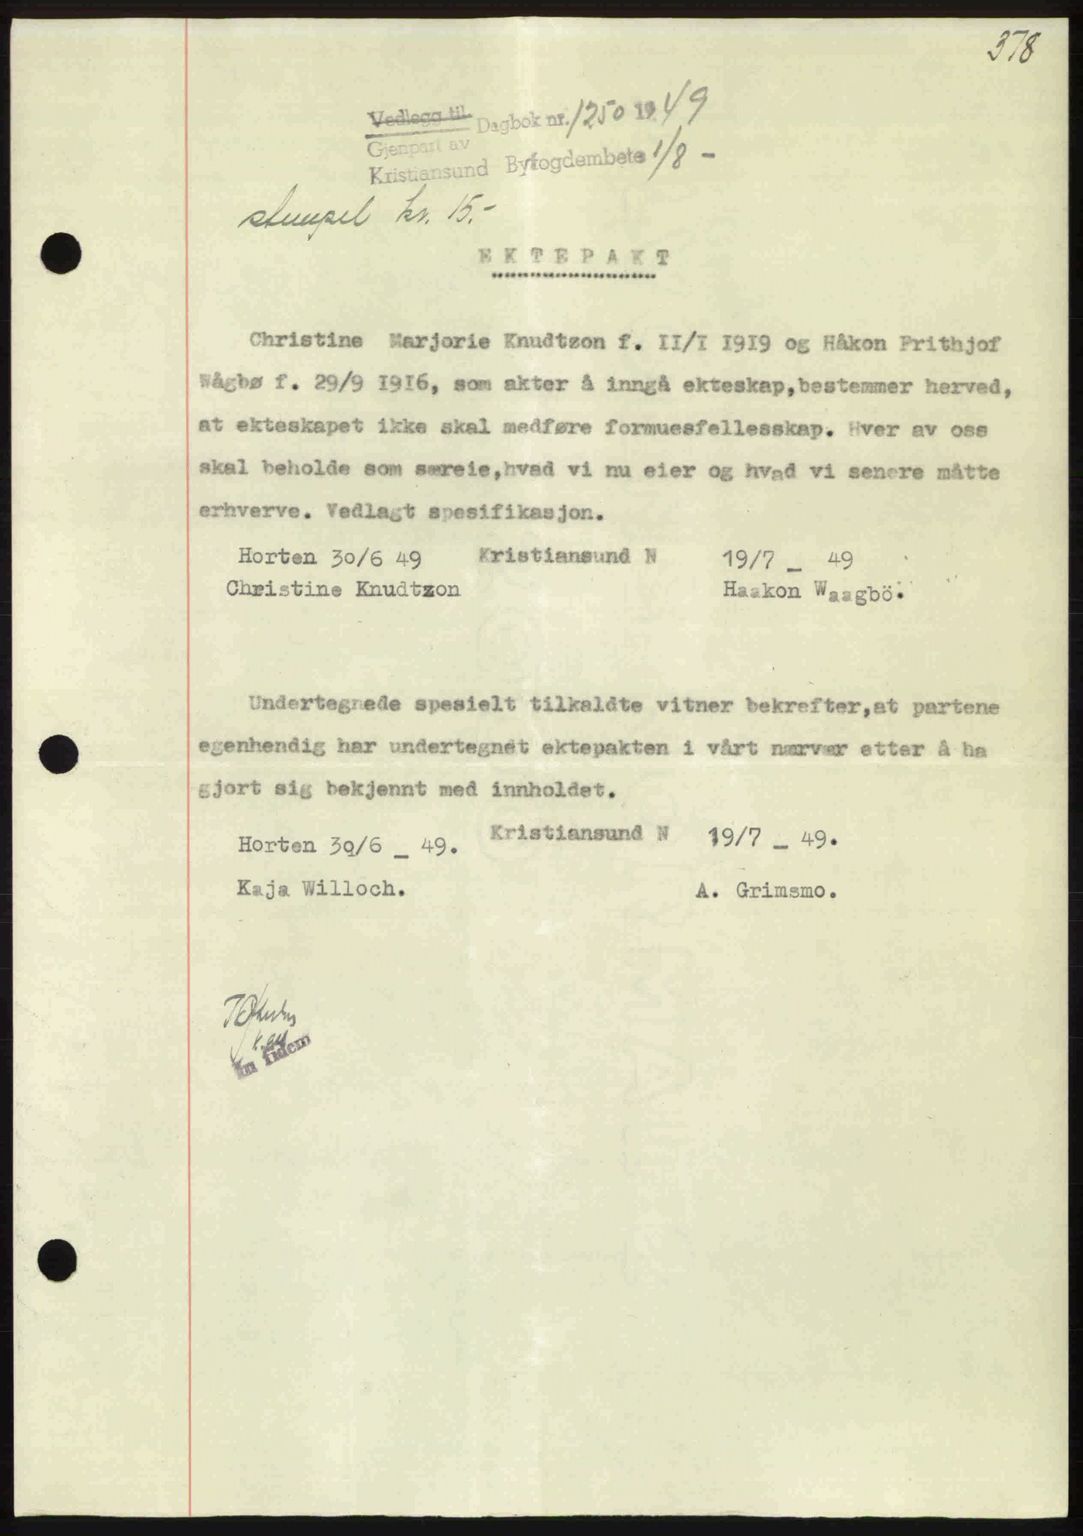 378
Vedlegg til
Gjenpart av
Dagbok nr. 1250 1949
Kristiansund Byfogdembete 1/8 -
stempel kr. 15.-
EKTEPAKT
Christine Marjorie Knudtzon f. II/I I9I9 og Håkon Frithjof
Wågbø f. 29/9 I9I6, som akter å inngå ekteskap,bestemmer herved,
at ekteskapet ikke skal medføre formuesfellesskap. Hver av oss
skal beholde som særeie,hvad vi nu eier og hvad vi senere måtte
erhverve. Vedlagt spesifikasjon.
Horten 30/6 49 Kristiansund N 19/7 _ 49
Christine Knudtzon Haakon Waagbö.
Undertegnede spesielt tilkaldte vitner bekrefter,at partene
egenhendig har undertegnet ektepakten i vårt nærvær etter å ha
gjort sig bekjennt med innholdet.
Horten 30/6 _ 49. Kristiansund N 19/7 _ 49.
Kaja Willoch. A. Grimsmo.
In fidem